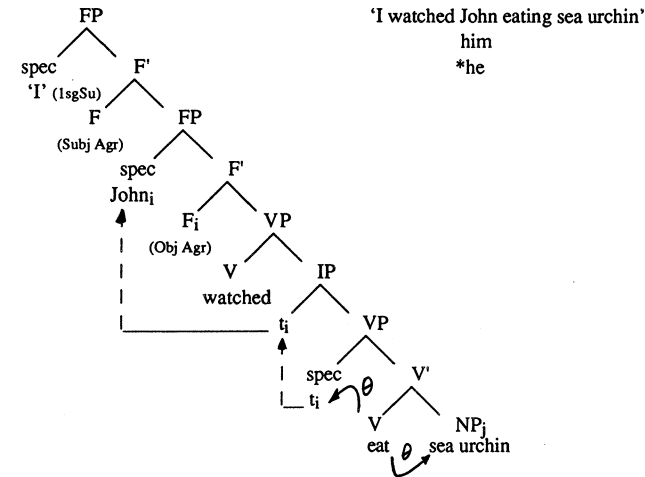 FP
'I watched John eating sea urchin'
him
*he
spec
F'
'I' (1sgSu)
F
FP
(Subj Agr)
spec
F'
Johni
Fi
VP
(Obj Agr)
V
IP
watched
ti
VP
spec
V'
ti
θ
V
NPj
eat
θ
sea urchin